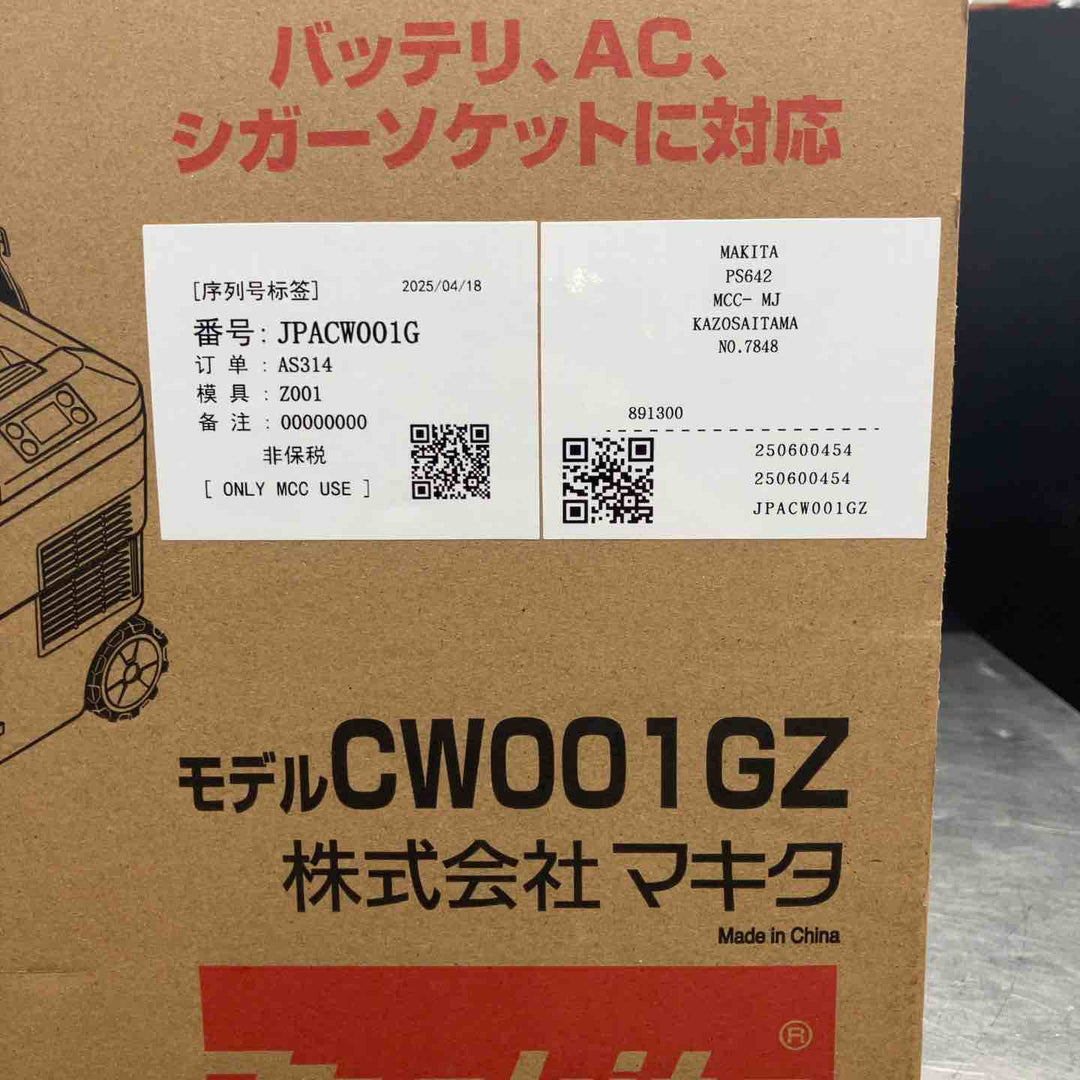 バッテリ、AC、
シガーソケットに対応
[序列号标签] 2025/04/18
番号: JPACW001G
订 单 : AS314
模 具 : Z001
备 注 : 00000000
非保税
[ ONLY MCC USE ]
MAKITA
PS642
MCC- MJ
KAZOSAITAMA
NO.7848
891300
250600454
250600454
JPACW001GZ
モデルCW001GZ
株式会社マキタ
Made in China
®